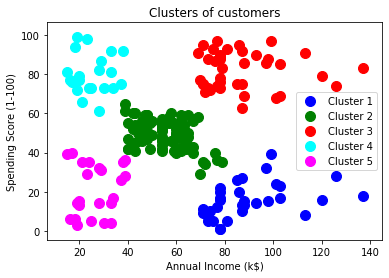 Clusters of customers
Spending Score (1-100)
100
80
60
40
20
0
Cluster 1
Cluster 2
Cluster 3
Cluster 4
Cluster 5
20 40 60 80 100 120 140
Annual Income (k$)